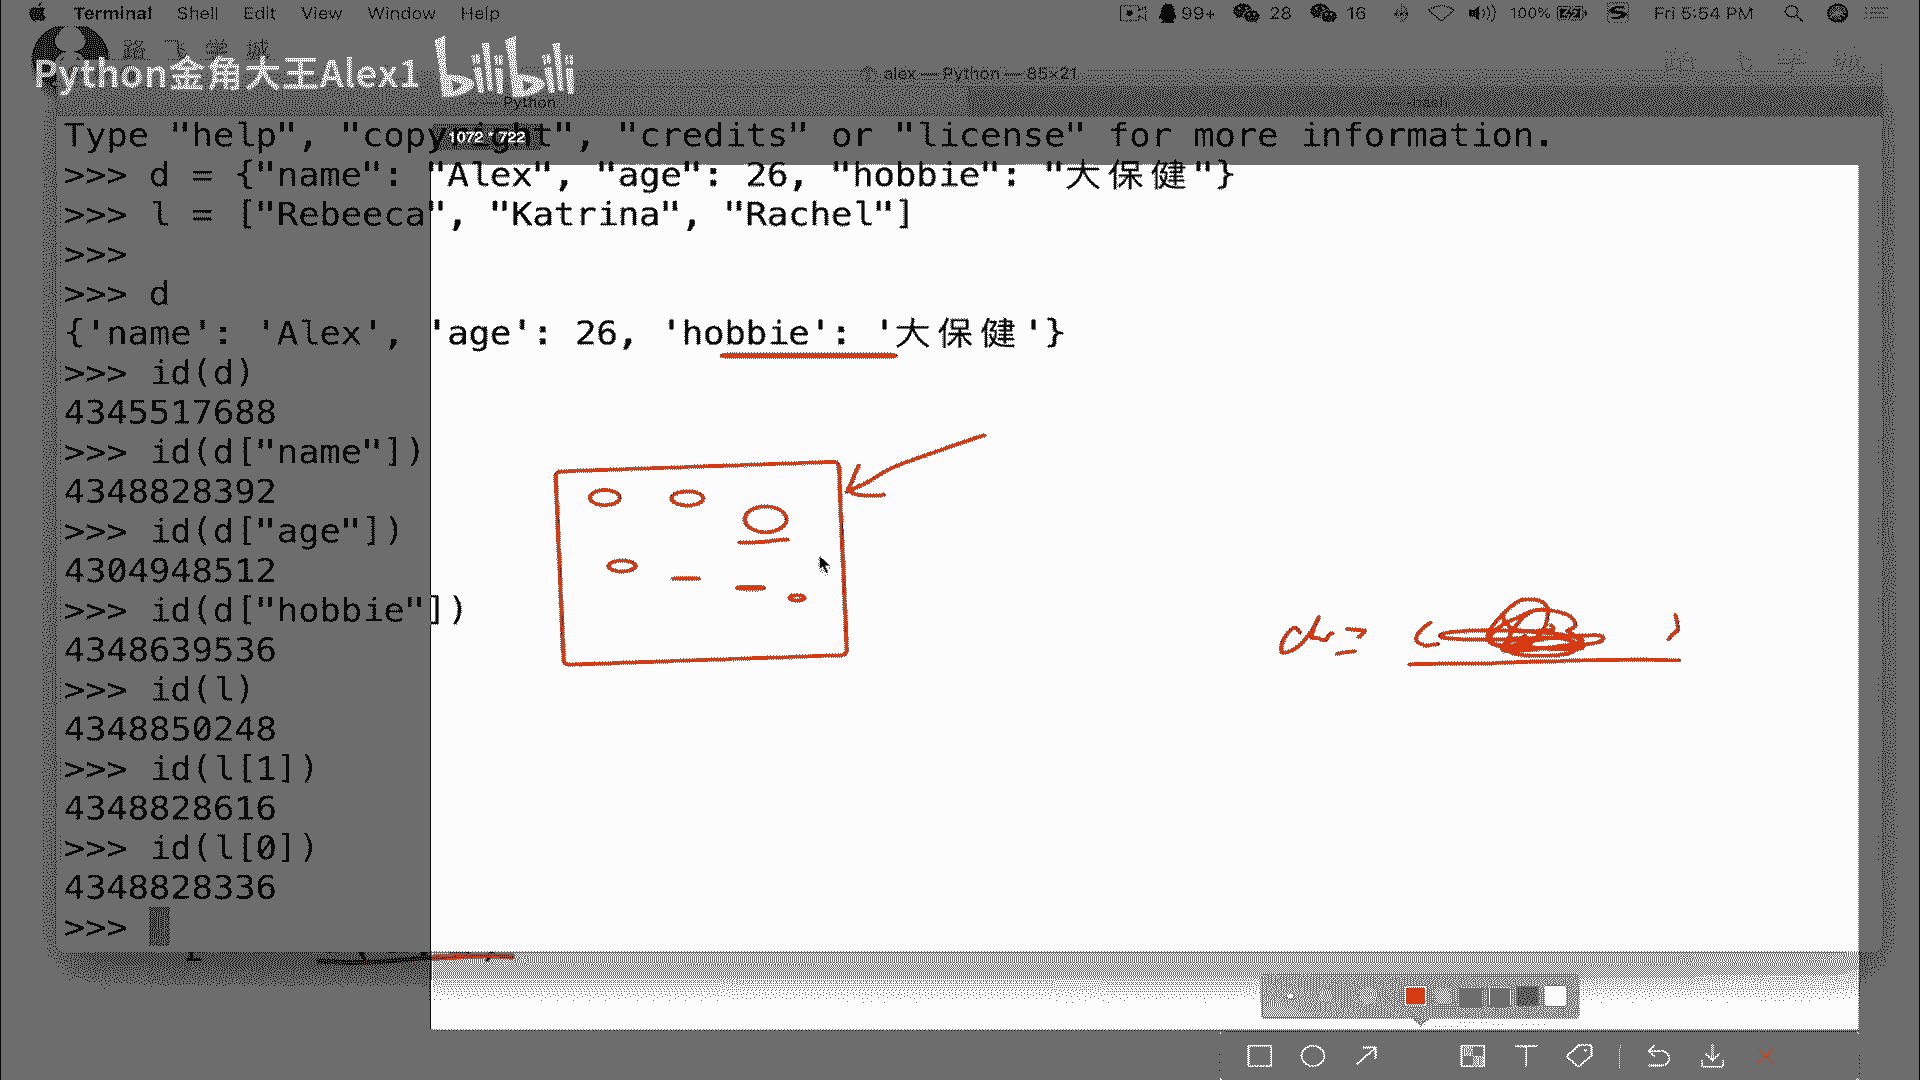 Terminal Shell Edit View Window Help 99+ 28 16 100% Fri 5:54 PM
路飞学城
Python金角大王Alex1 bilibili
alex — Python — 85×21
Python
bash
Type "help", "copyright", "credits" or "license" for more information.
1072 * 722
>>> d = {"name": "Alex", "age": 26, "hobbie": "大保健"}
>>> l = ["Rebeeca", "Katrina", "Rachel"]
>>>
>>> d
{'name': 'Alex', 'age': 26, 'hobbie': '大保健'}
>>> id(d)
4345517688
>>> id(d["name"])
4348828392
>>> id(d["age"])
4304948512
>>> id(d["hobbie"])
4348639536
>>> id(l)
4348850248
>>> id(l[1])
4348828616
>>> id(l[0])
4348828336
>>>